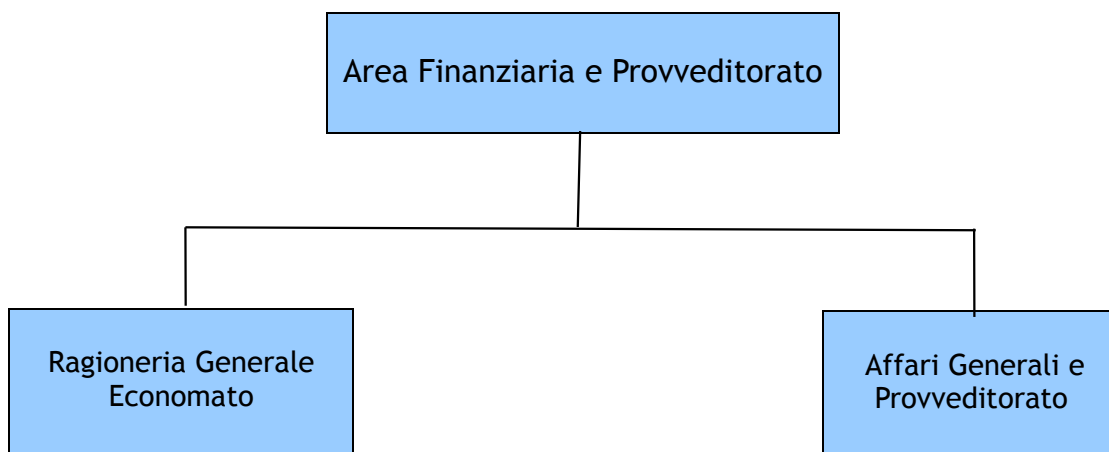 Area Finanziaria e Provveditorato
Ragioneria Generale
Economato
Affari Generali e
Provveditorato